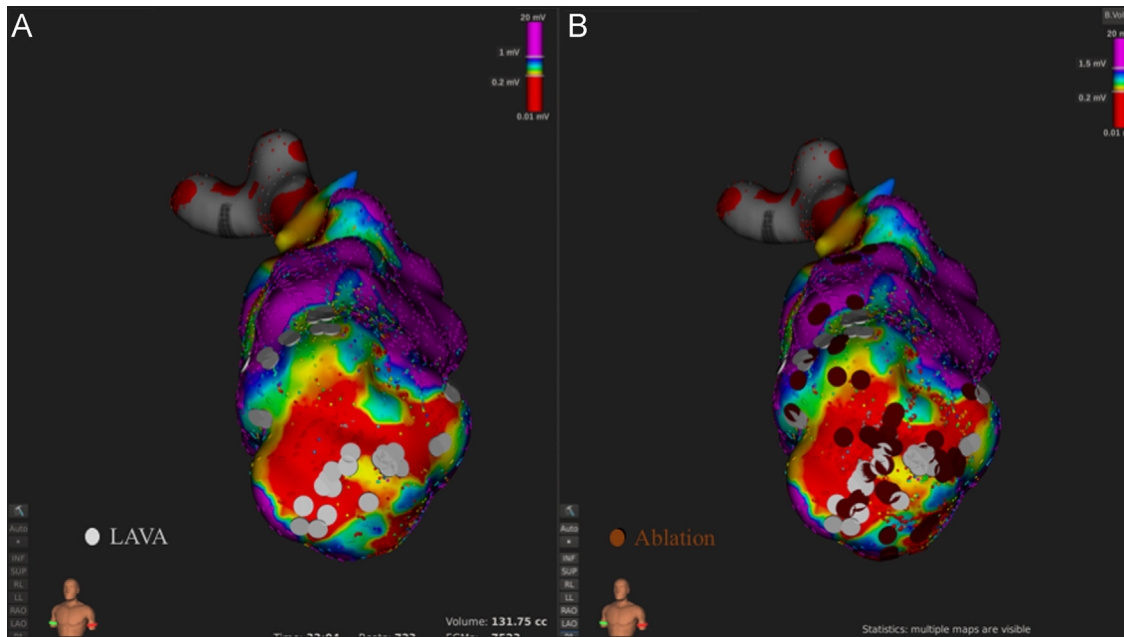 A
20 mV
1 mV
0.2 mV
0.01 mV
LAVA
Auto
INF
SUP
RL
LL
RAO
LAO
Volume: 131.75 cc
B
B.Vol
20 m
1.5 mV
0.2 mV
0.01
Ablation
Auto
INF
SUP
RL
LL
RAO
LAO
Statistics: multiple maps are visible